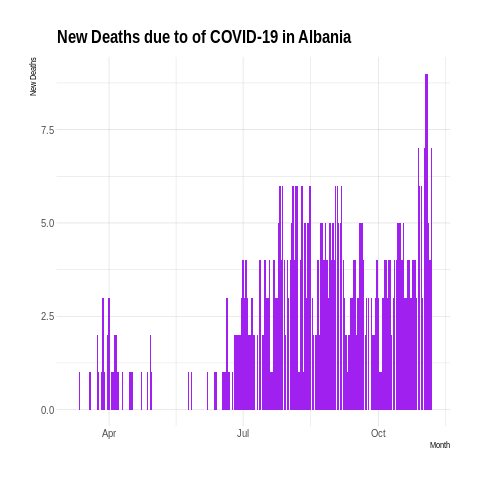 New Deaths due to of COVID-19 in Albania
New Deaths
7.5
5.0
2.5
0.0
Apr Jul Oct
Month